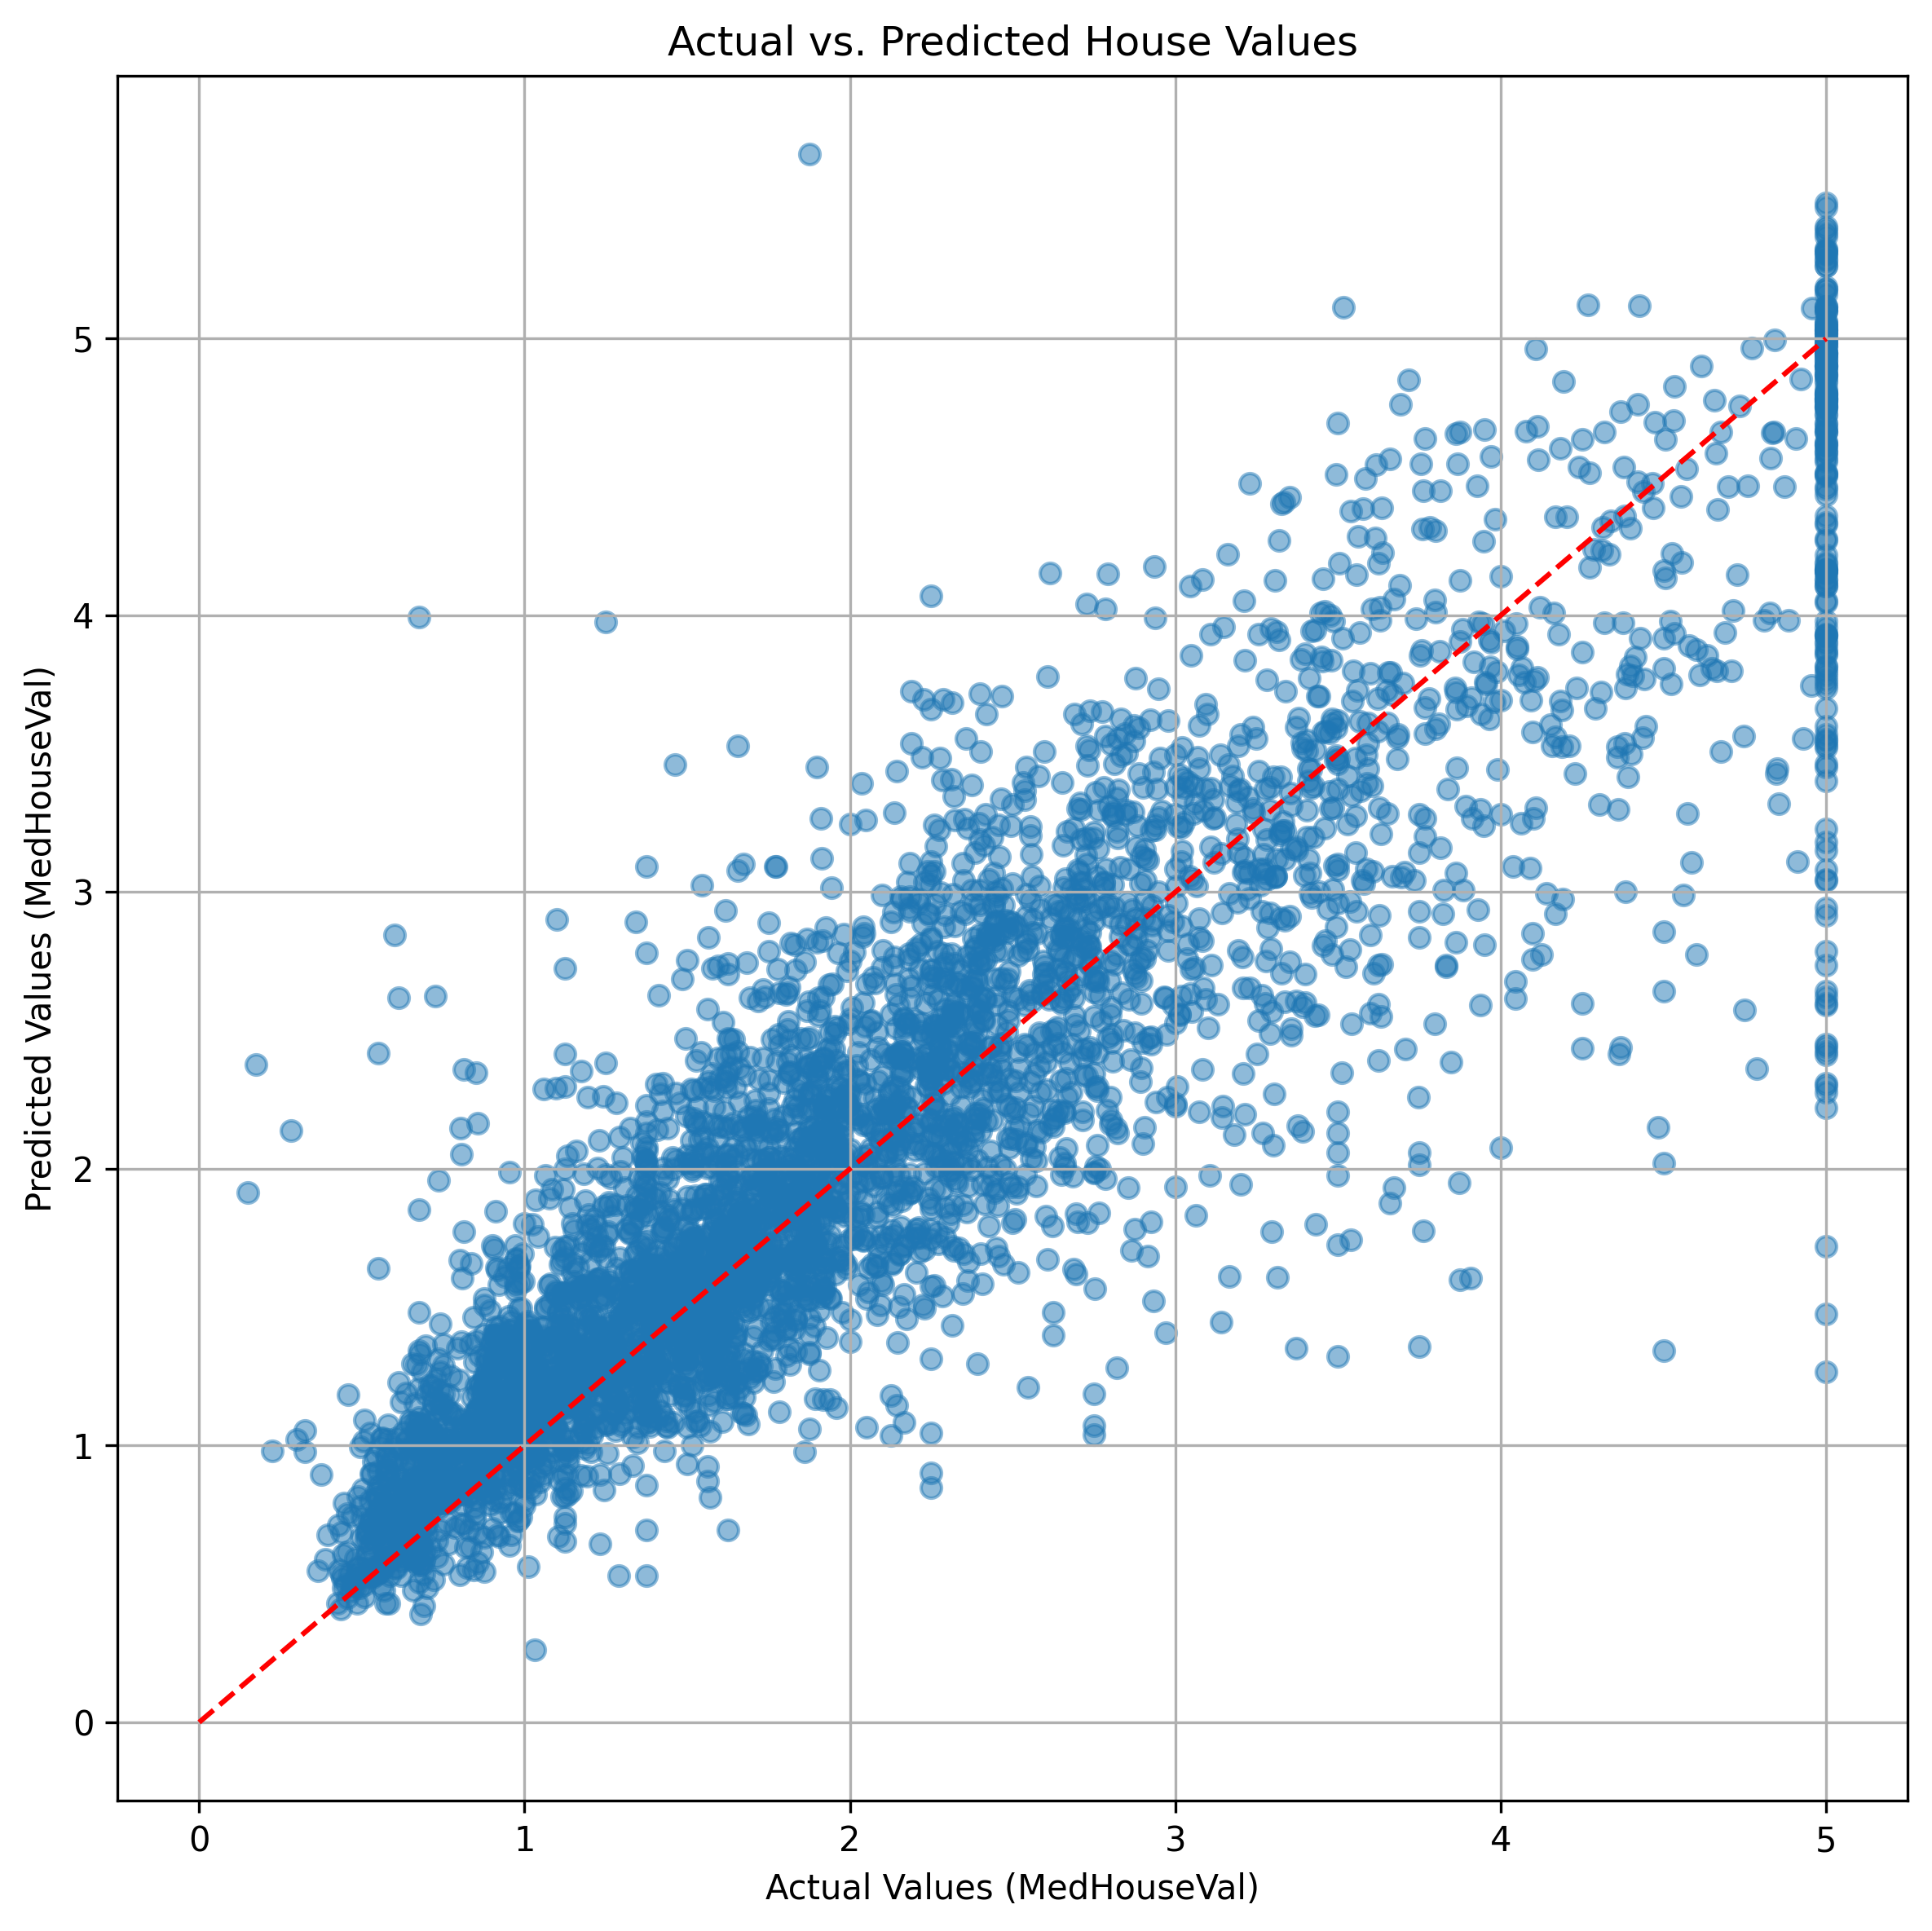 Actual vs. Predicted House Values
Predicted Values (MedHouseVal)
5
4
3
2
1
0
0 1 2 3 4 5
Actual Values (MedHouseVal)